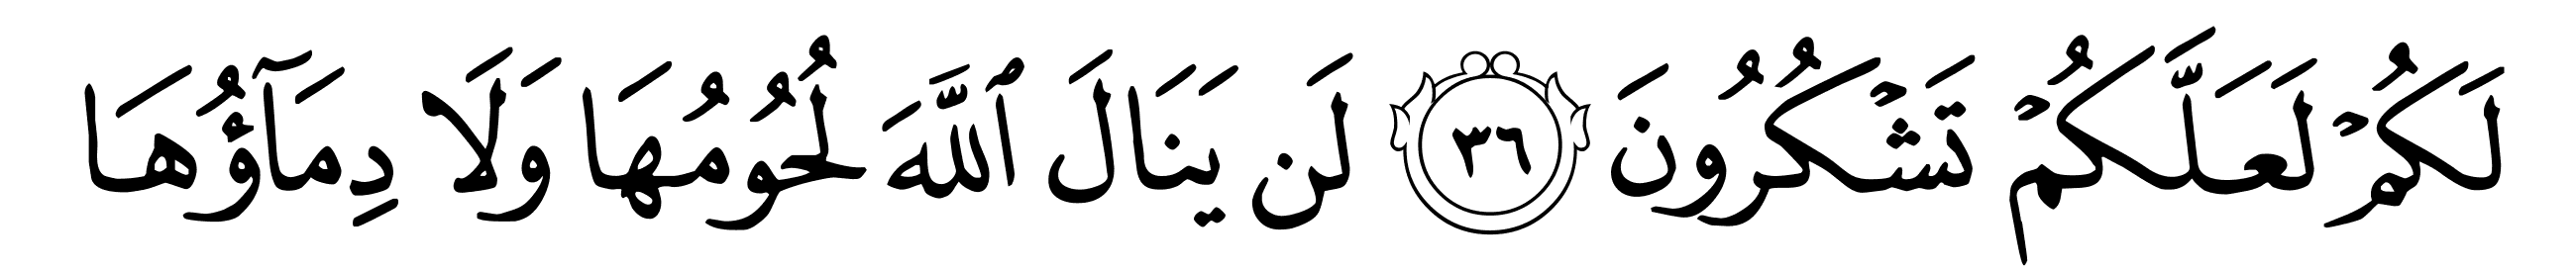 لَكُمْ لَعَلَّكُمْ تَشْكُرُونَ ٣٦ لَن يَنَالَ ٱللَّهَ لُحُومُهَا وَلَا دِمَآؤُهَا